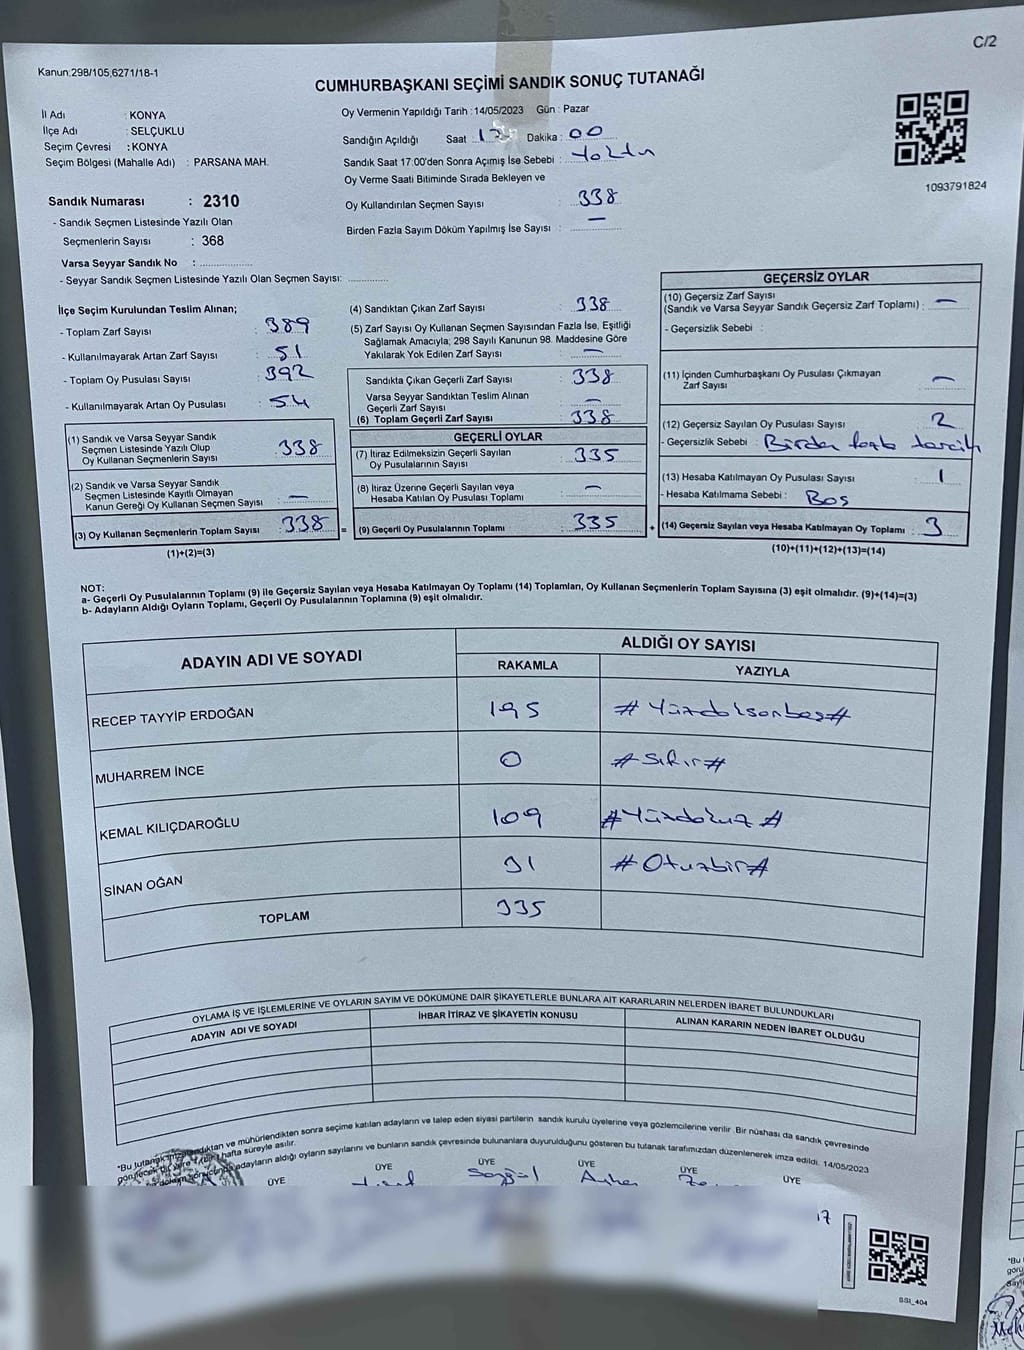 C/2
Kanun:298/105,6271/18-1
CUMHURBAŞKANI SEÇİMİ SANDIK SONUÇ TUTANAĞI
İl Adı : KONYA
İlçe Adı : SELÇUKLU
Seçim Çevresi : KONYA
Seçim Bölgesi (Mahalle Adı) : PARSANA MAH.
Sandık Numarası : 2310
- Sandık Seçmen Listesinde Yazılı Olan
Seçmenlerin Sayısı : 368
Varsa Seyyar Sandık No :
- Seyyar Sandık Seçmen Listesinde Yazılı Olan Seçmen Sayısı:
Oy Vermenin Yapıldığı Tarih : 14/05/2023 Gün : Pazar
Sandığın Açıldığı Saat 17 Dakika : 00
Sandık Saat 17:00'den Sonra Açımış İse Sebebi : Yoktur
Oy Verme Saati Bitiminde Sırada Bekleyen ve
Oy Kullandırılan Seçmen Sayısı : 338
Birden Fazla Sayım Döküm Yapılmış İse Sayısı : —
1093791824
İlçe Seçim Kurulundan Teslim Alınan;
- Toplam Zarf Sayısı : 389
- Kullanılmayarak Artan Zarf Sayısı : 51
- Toplam Oy Pusulası Sayısı : 392
- Kullanılmayarak Artan Oy Pusulası : 54
(1) Sandık ve Varsa Seyyar Sandık
Seçmen Listesinde Yazılı Olup
Oy Kullanan Seçmenlerin Sayısı : 338
(2) Sandık ve Varsa Seyyar Sandık
Seçmen Listesinde Kayıtlı Olmayan
Kanun Gereği Oy Kullanan Seçmen Sayısı : —
(3) Oy Kullanan Seçmenlerin Toplam Sayısı : 338
(1)+(2)=(3)
(4) Sandıktan Çıkan Zarf Sayısı : 338
(5) Zarf Sayısı Oy Kullanan Seçmen Sayısından Fazla İse, Eşitliği
Sağlamak Amacıyla; 298 Sayılı Kanunun 98. Maddesine Göre
Yakılarak Yok Edilen Zarf Sayısı : —
Sandıkta Çıkan Geçerli Zarf Sayısı : 338
Varsa Seyyar Sandıktan Teslim Alınan
Geçerli Zarf Sayısı : —
(6) Toplam Geçerli Zarf Sayısı : 338
GEÇERLİ OYLAR
(7) İtiraz Edilmeksizin Geçerli Sayılan
Oy Pusulalarının Sayısı : 335
(8) İtiraz Üzerine Geçerli Sayılan veya
Hesaba Katılan Oy Pusulası Toplamı : —
= (9) Geçerli Oy Pusulalarının Toplamı : 335
GEÇERSİZ OYLAR
(10) Geçersiz Zarf Sayısı
(Sandık ve Varsa Seyyar Sandık Geçersiz Zarf Toplamı) : —
- Geçersizlik Sebebi :
(11) İçinden Cumhurbaşkanı Oy Pusulası Çıkmayan
Zarf Sayısı : —
(12) Geçersiz Sayılan Oy Pusulası Sayısı : 2
- Geçersizlik Sebebi : Birden fazla tercih
(13) Hesaba Katılmayan Oy Pusulası Sayısı : 1
- Hesaba Katılmama Sebebi : Boş
+ (14) Geçersiz Sayılan veya Hesaba Katılmayan Oy Toplamı : 3
(10)+(11)+(12)+(13)=(14)
NOT:
a- Geçerli Oy Pusulalarının Toplamı (9) ile Geçersiz Sayılan veya Hesaba Katılmayan Oy Toplamı (14) Toplamları, Oy Kullanan Seçmenlerin Toplam Sayısına (3) eşit olmalıdır. (9)+(14)=(3)
b- Adayların Aldığı Oyların Toplamı, Geçerli Oy Pusulalarının Toplamına (9) eşit olmalıdır.
ADAYIN ADI VE SOYADI
ALDIĞI OY SAYISI
RAKAMLA YAZIYLA
RECEP TAYYİP ERDOĞAN 195 #Yüzdoksanbeş#
MUHARREM İNCE 0 #Sıfır#
KEMAL KILIÇDAROĞLU 109 #Yüzdokuz#
SİNAN OĞAN 31 #Otuzbir#
TOPLAM 335
OYLAMA İŞ VE İŞLEMLERİNE VE OYLARIN SAYIM VE DÖKÜMÜNE DAİR ŞİKAYETLERLE BUNLARA AİT KARARLARIN NELERDEN İBARET BULUNDUKLARI
ADAYIN ADI VE SOYADI İHBAR İTİRAZ VE ŞİKAYETİN KONUSU ALINAN KARARIN NEDEN İBARET OLDUĞU
*Bu tutanak imzalandıktan ve mühürlendikten sonra seçime katılan adayların ve talep eden siyasi partilerin sandık kurulu üyelerine veya gözlemcilerine verilir. Bir nüshası da sandık çevresinde
hafta süreyle asılır.
adayların aldığı oyların sayılarını ve bunların sandık çevresinde bulunanlara duyurulduğunu gösteren bu tutanak tarafımızdan düzenlenerek imza edildi. 14/05/2023
ÜYE ÜYE ÜYE ÜYE ÜYE ÜYE
Ayhan
17
SSI_404